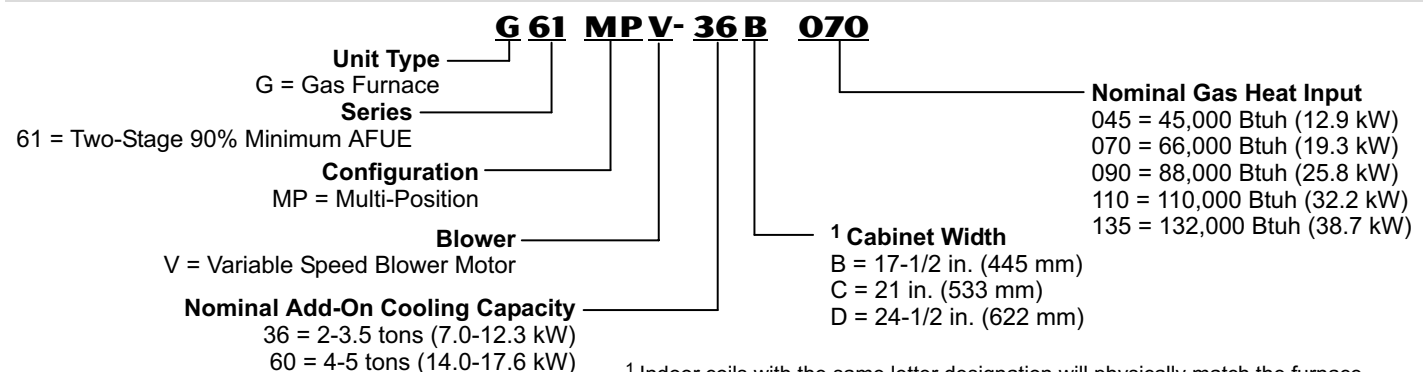 G 61 MP V- 36 B 070
Unit Type
G = Gas Furnace
Series
61 = Two-Stage 90% Minimum AFUE
Configuration
MP = Multi-Position
Blower
V = Variable Speed Blower Motor
Nominal Add-On Cooling Capacity
36 = 2-3.5 tons (7.0-12.3 kW)
60 = 4-5 tons (14.0-17.6 kW)
Nominal Gas Heat Input
045 = 45,000 Btuh (12.9 kW)
070 = 66,000 Btuh (19.3 kW)
090 = 88,000 Btuh (25.8 kW)
110 = 110,000 Btuh (32.2 kW)
135 = 132,000 Btuh (38.7 kW)
1 Cabinet Width
B = 17-1/2 in. (445 mm)
C = 21 in. (533 mm)
D = 24-1/2 in. (622 mm)
1 Indoor coils with the same letter designation will physically match the furnace